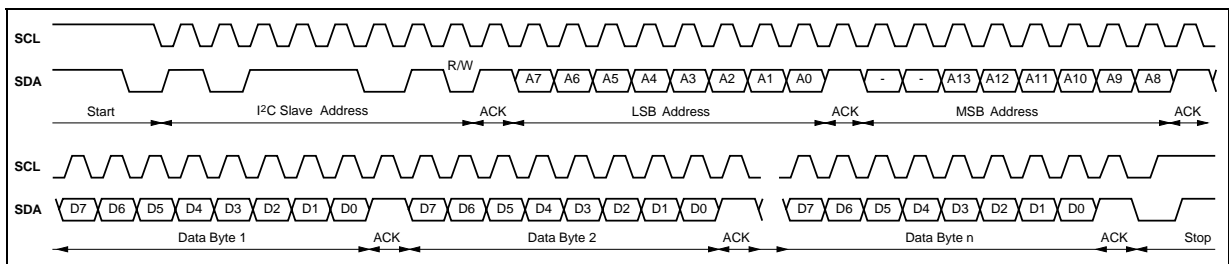 SCL
R/W
SDA A7 A6 A5 A4 A3 A2 A1 A0 - - A13 A12 A11 A10 A9 A8
Start I²C Slave Address ACK LSB Address ACK MSB Address ACK
SCL
SDA D7 D6 D5 D4 D3 D2 D1 D0 D7 D6 D5 D4 D3 D2 D1 D0 D7 D6 D5 D4 D3 D2 D1 D0
Data Byte 1 ACK Data Byte 2 ACK Data Byte n ACK Stop